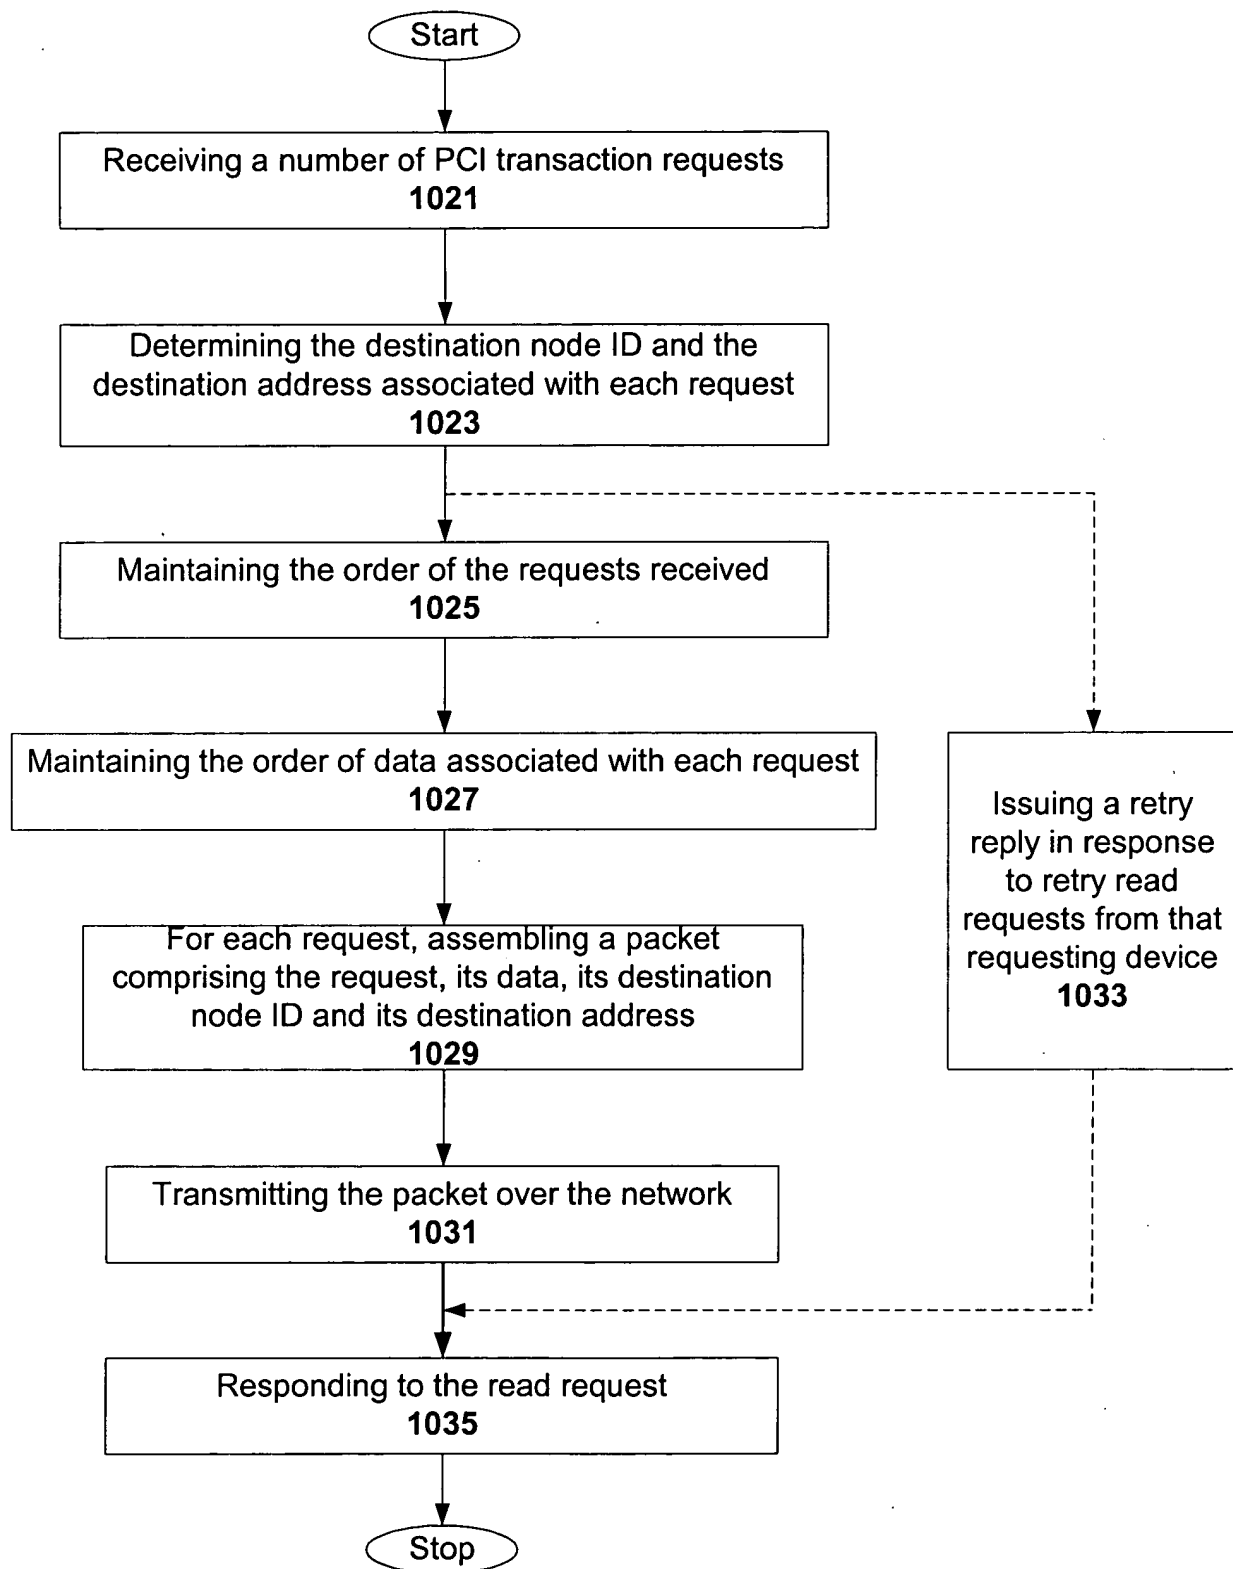 Start
Receiving a number of PCI transaction requests
1021
Determining the destination node ID and the
destination address associated with each request
1023
Maintaining the order of the requests received
1025
Maintaining the order of data associated with each request
1027
Issuing a retry
reply in response
to retry read
requests from that
requesting device
1033
For each request, assembling a packet
comprising the request, its data, its destination
node ID and its destination address
1029
Transmitting the packet over the network
1031
Responding to the read request
1035
Stop